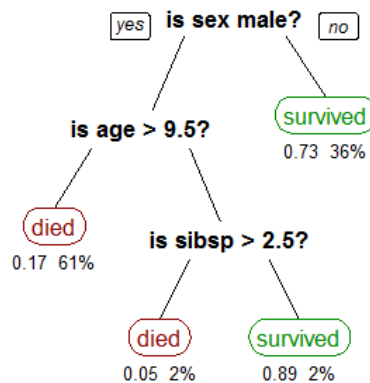 yes is sex male? no
survived
0.73 36%
is age > 9.5?
died
0.17 61%
is sibsp > 2.5?
died survived
0.05 2% 0.89 2%